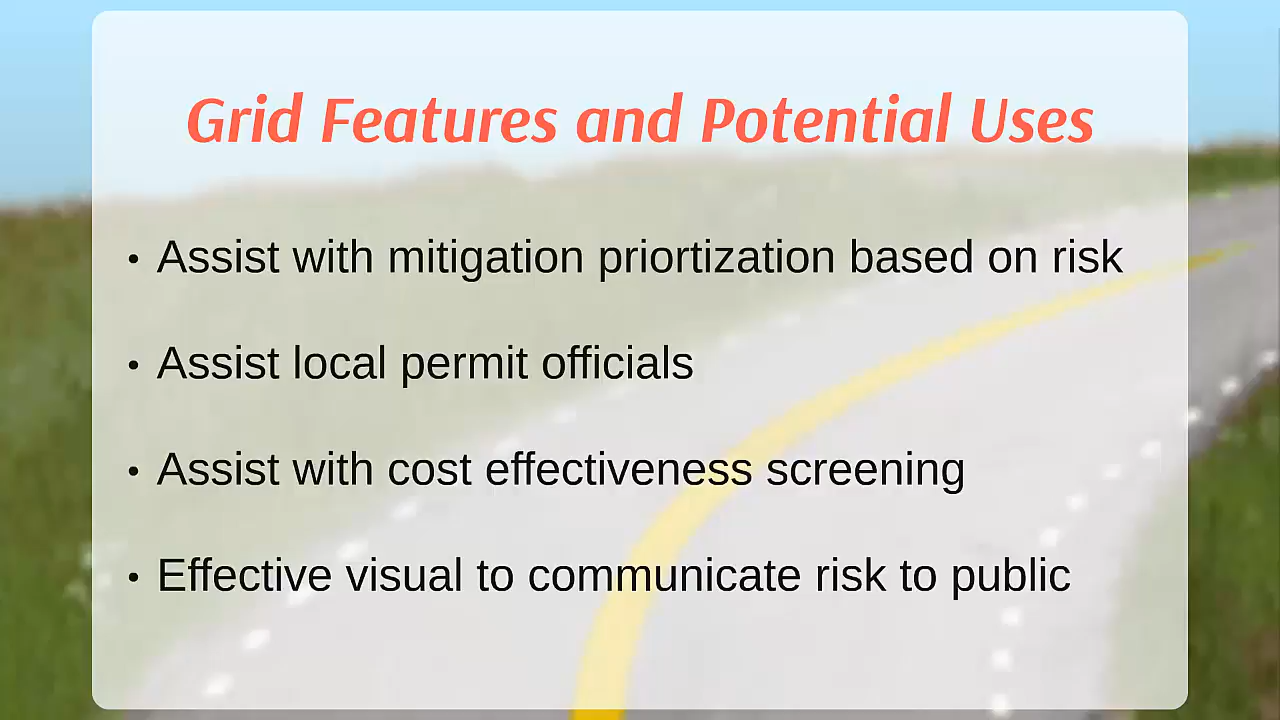 Grid Features and Potential Uses
• Assist with mitigation priortization based on risk
• Assist local permit officials
• Assist with cost effectiveness screening
• Effective visual to communicate risk to public